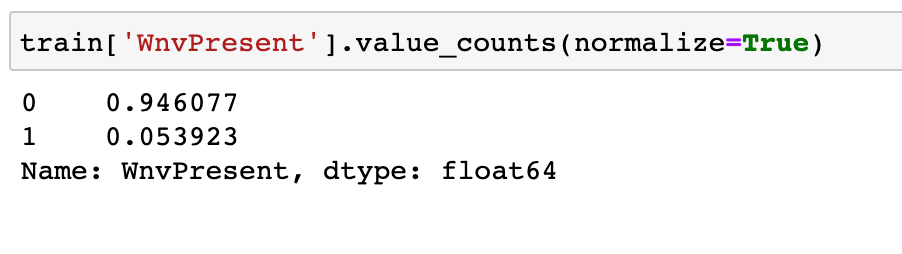 train['WnvPresent'].value_counts(normalize=True)
0    0.946077
1    0.053923
Name: WnvPresent, dtype: float64